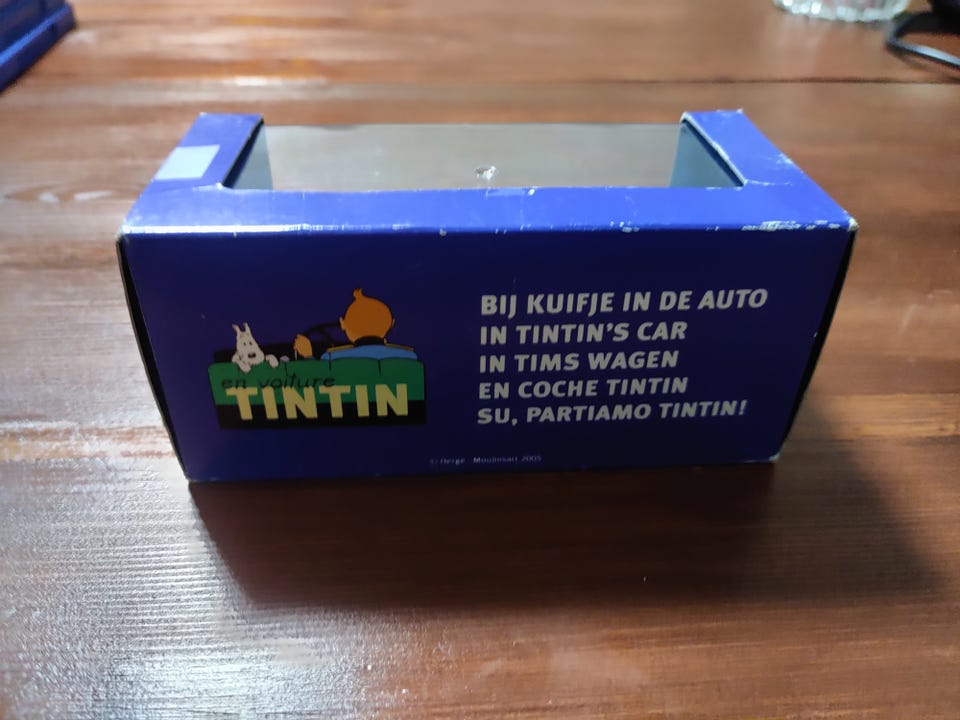 en voiture
TINTIN
BIJ KUIFJE IN DE AUTO
IN TINTIN'S CAR
IN TIMS WAGEN
EN COCHE TINTIN
SU, PARTIAMO TINTIN!
© Hergé - Moulinsart 2005